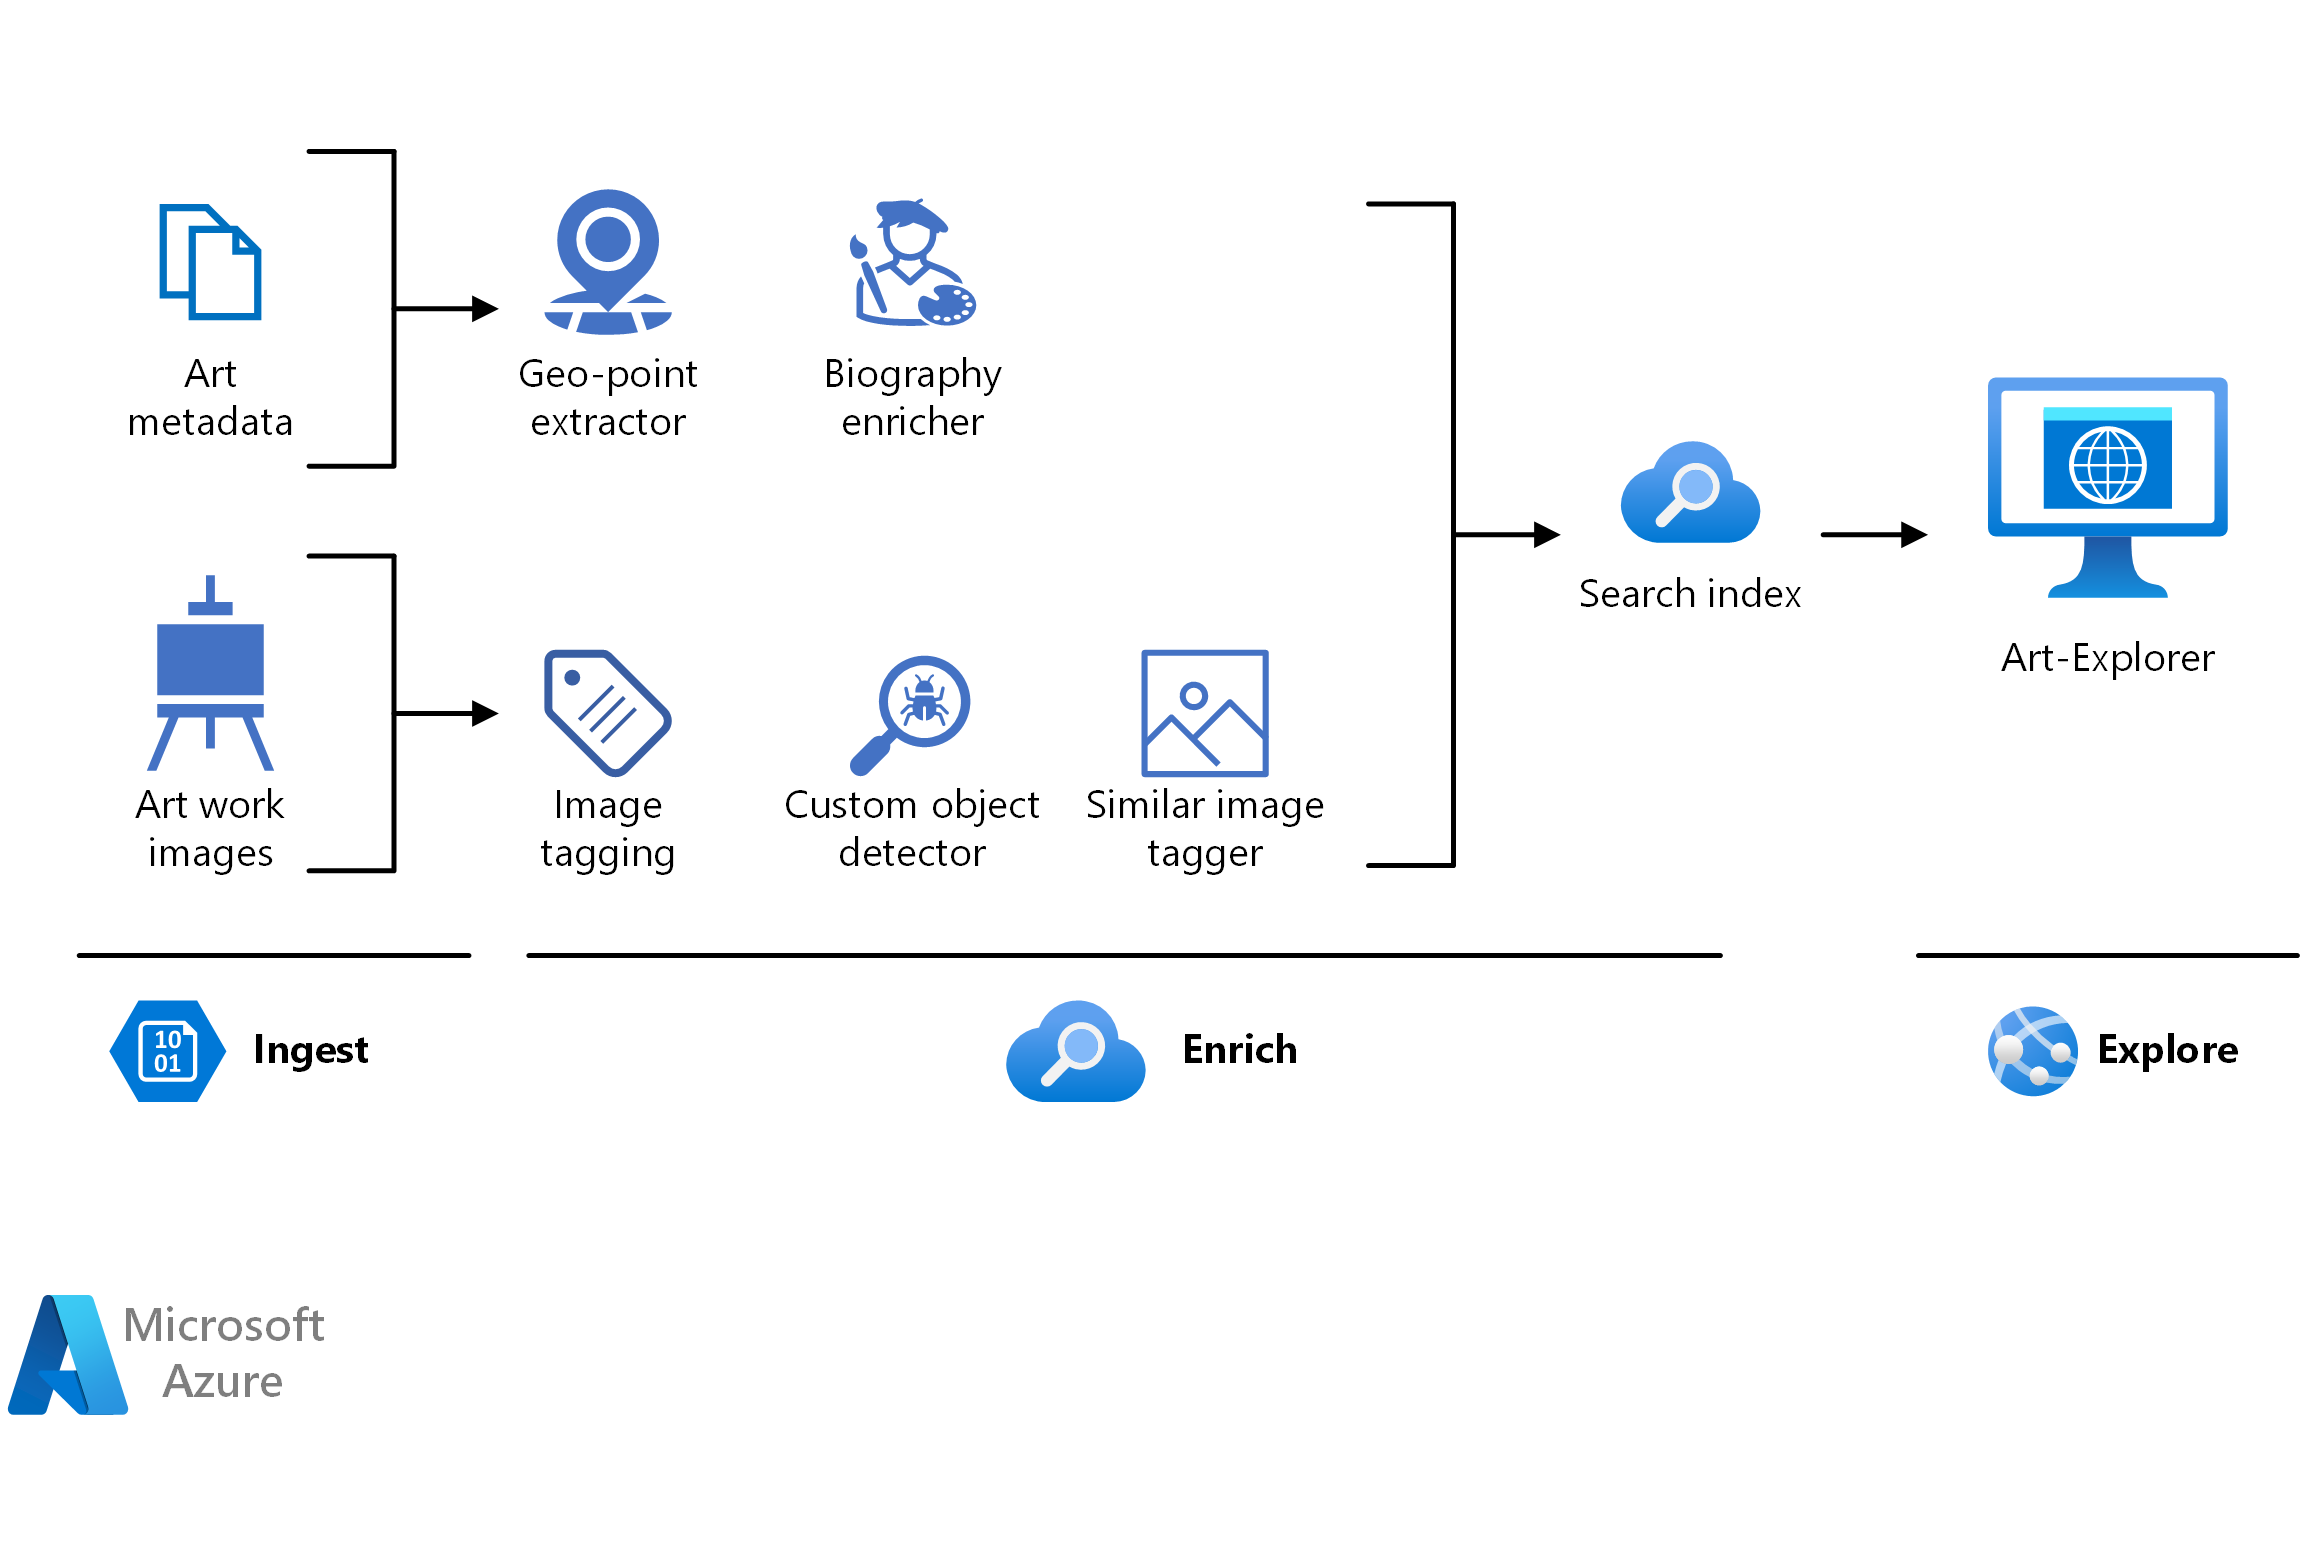 Art
metadata
Geo-point
extractor
Biography
enricher
Search index
Art-Explorer
Art work
images
Image
tagging
Custom object
detector
Similar image
tagger
10
01
Ingest
Enrich
Explore
Microsoft
Azure